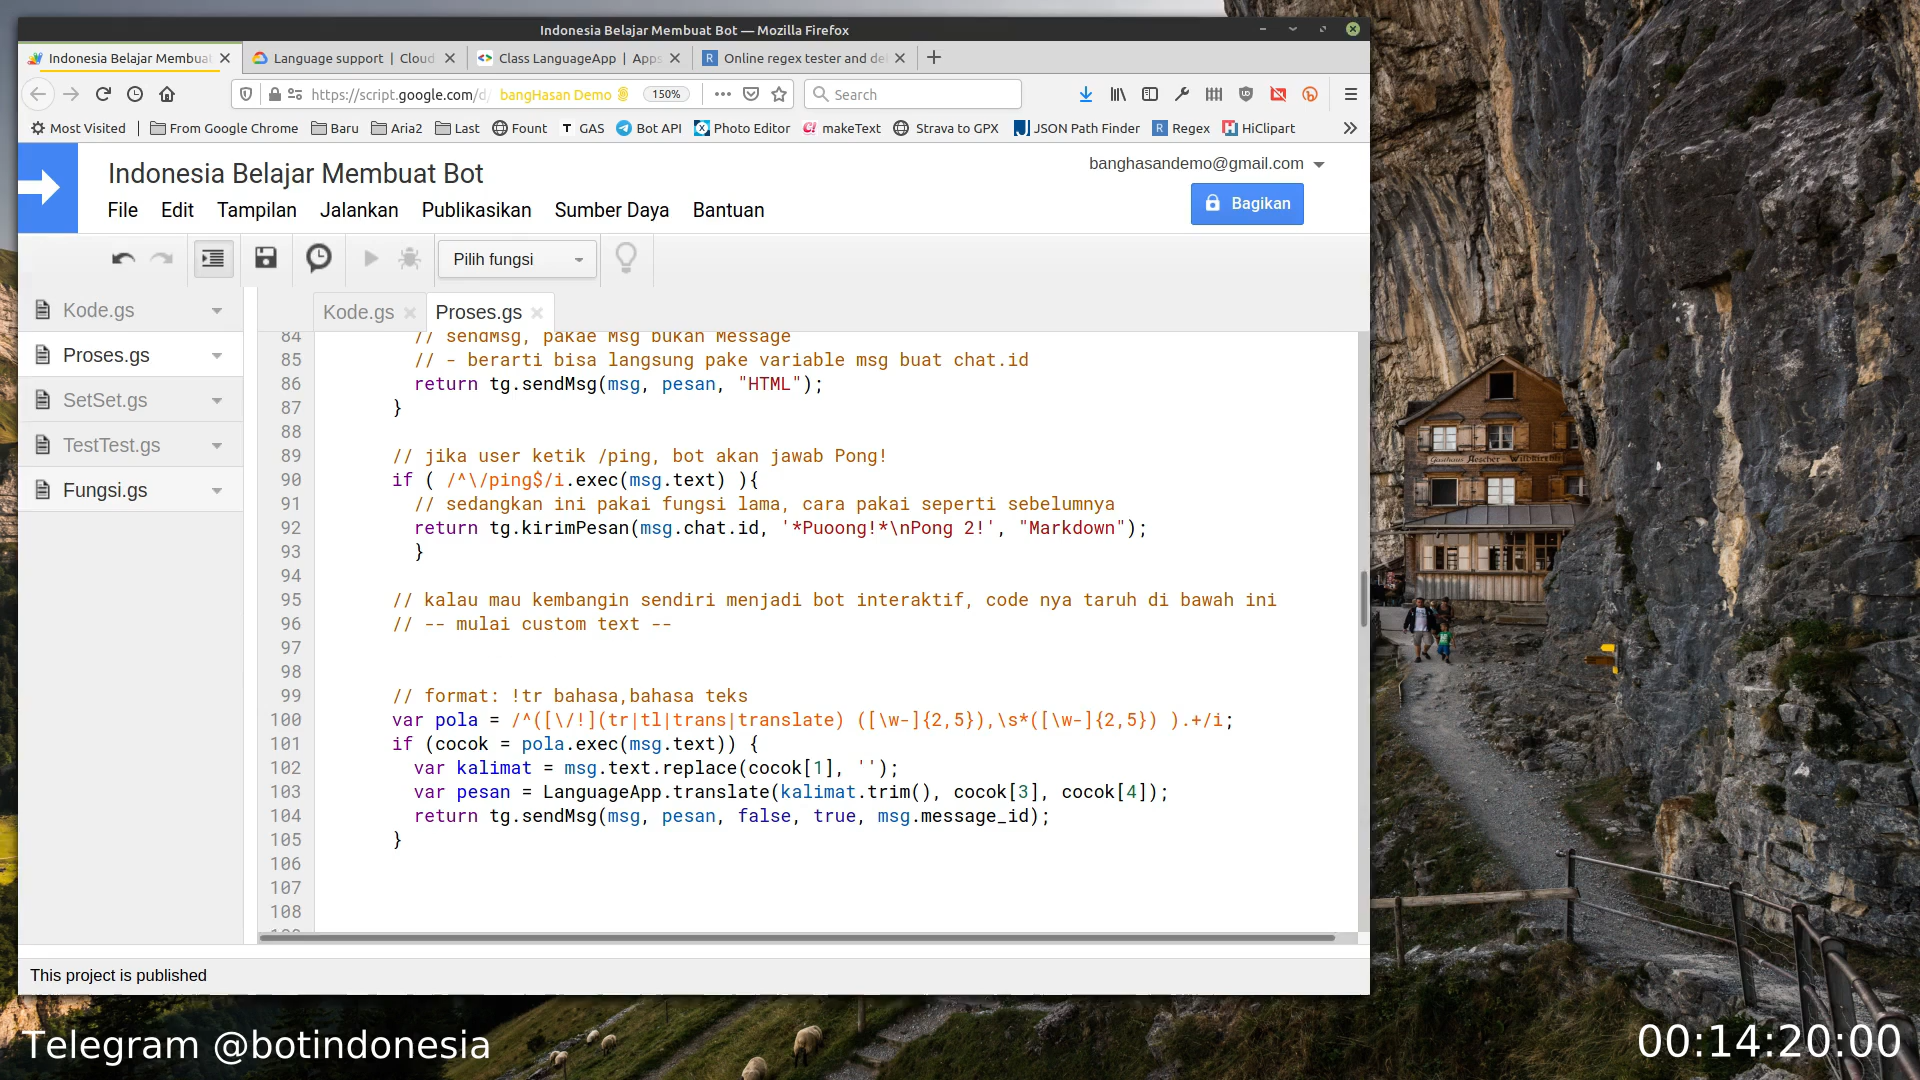 Indonesia Belajar Membuat Bot — Mozilla Firefox
Indonesia Belajar Membua
Language support | Cloud
Class LanguageApp | Apps
Online regex tester and de
https://script.google.com/d/
bangHasan Demo
150%
Search
Most Visited
From Google Chrome
Baru
Aria2
Last
Fount
GAS
Bot API
Photo Editor
makeText
Strava to GPX
JSON Path Finder
Regex
HiClipart
Indonesia Belajar Membuat Bot
banghasandemo@gmail.com
File Edit Tampilan Jalankan Publikasikan Sumber Daya Bantuan
Bagikan
Pilih fungsi
Kode.gs
Proses.gs
SetSet.gs
TestTest.gs
Fungsi.gs
Kode.gs
Proses.gs
84 // sendMsg, pakae Msg bukan Message
85 // - berarti bisa langsung pake variable msg buat chat.id
86 return tg.sendMsg(msg, pesan, "HTML");
87 }
88
89 // jika user ketik /ping, bot akan jawab Pong!
90 if ( /^\/ping$/i.exec(msg.text) ){
91 // sedangkan ini pakai fungsi lama, cara pakai seperti sebelumnya
92 return tg.kirimPesan(msg.chat.id, '*Puoong!*\nPong 2!', "Markdown");
93 }
94
95 // kalau mau kembangin sendiri menjadi bot interaktif, code nya taruh di bawah ini
96 // -- mulai custom text --
97
98
99 // format: !tr bahasa,bahasa teks
100 var pola = /^([\/!](tr|tl|trans|translate) ([\w-]{2,5}),\s*([\w-]{2,5}) ).+/i;
101 if (cocok = pola.exec(msg.text)) {
102 var kalimat = msg.text.replace(cocok[1], '');
103 var pesan = LanguageApp.translate(kalimat.trim(), cocok[3], cocok[4]);
104 return tg.sendMsg(msg, pesan, false, true, msg.message_id);
105 }
106
107
108
This project is published
Gasthaus Aescher - Wildkirchli
Telegram @botindonesia
00:14:20:00